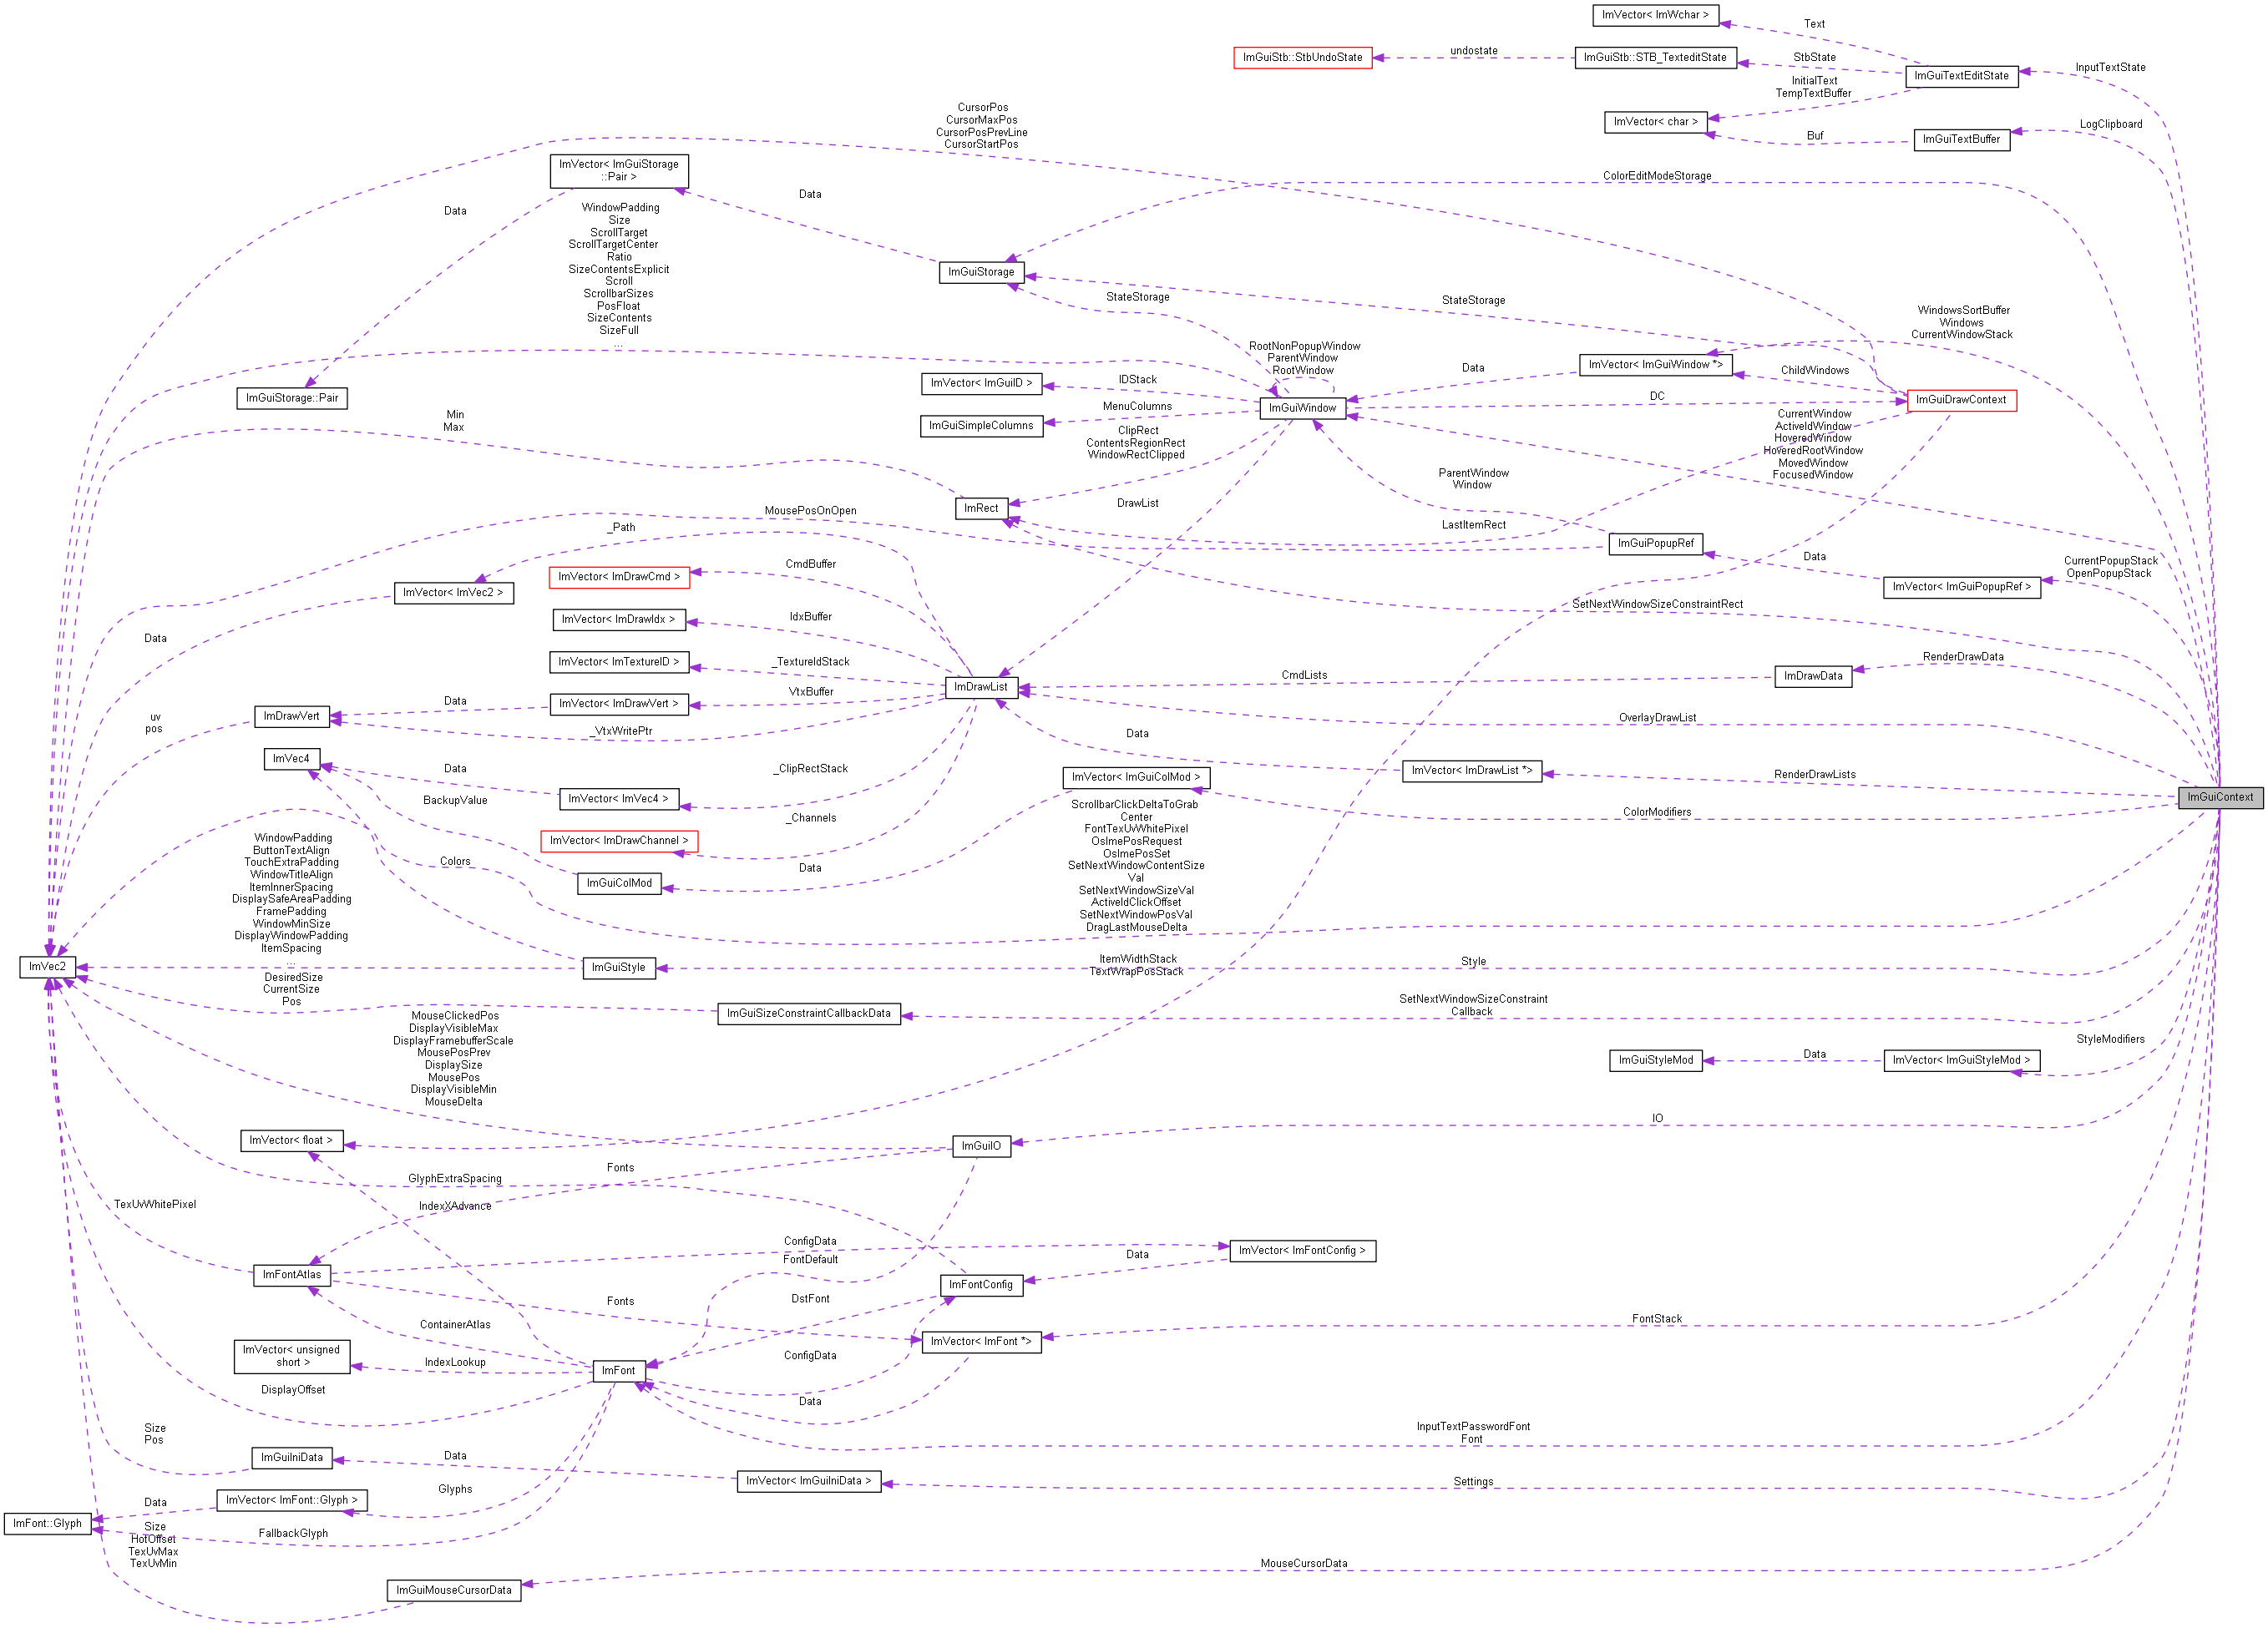 ImVector< ImWchar >
Text
undostate
StbState
ImGuiStb::StbUndoState
ImGuiStb::STB_TexteditState
ImGuiTextEditState
InputTextState
InitialText
TempTextBuffer
CursorPos
CursorMaxPos
CursorPosPrevLine
CursorStartPos
ImVector< char >
Buf
ImGuiTextBuffer
LogClipboard
ImVector< ImGuiStorage
::Pair >
Data
Data
ColorEditModeStorage
WindowPadding
Size
ScrollTarget
ScrollTargetCenter
Ratio
SizeContentsExplicit
Scroll
ScrollbarSizes
PosFloat
SizeContents
SizeFull
...
ImGuiStorage
StateStorage
StateStorage
WindowsSortBuffer
Windows
CurrentWindowStack
RootNonPopupWindow
ParentWindow
RootWindow
ImVector< ImGuiWindow *>
Data
ChildWindows
ImVector< ImGuiID >
IDStack
ImGuiStorage::Pair
ImGuiWindow
DC
ImGuiDrawContext
MenuColumns
ImGuiSimpleColumns
Min
Max
ClipRect
ContentsRegionRect
WindowRectClipped
CurrentWindow
ActiveIdWindow
HoveredWindow
HoveredRootWindow
MovedWindow
FocusedWindow
ParentWindow
Window
ImRect
DrawList
MousePosOnOpen
LastItemRect
_Path
ImGuiPopupRef
Data
CurrentPopupStack
OpenPopupStack
ImVector< ImGuiPopupRef >
ImVector< ImDrawCmd >
CmdBuffer
ImVector< ImVec2 >
SetNextWindowSizeConstraintRect
ImVector< ImDrawIdx >
IdxBuffer
Data
ImVector< ImTextureID >
_TextureIdStack
RenderDrawData
ImDrawList
CmdLists
ImDrawData
ImVector< ImDrawVert >
VtxBuffer
Data
ImDrawVert
uv
pos
_VtxWritePtr
OverlayDrawList
Data
ImVec4
Data
_ClipRectStack
ImVector< ImGuiColMod >
ImVector< ImDrawList *>
RenderDrawLists
ImGuiContext
BackupValue
ImVector< ImVec4 >
ColorModifiers
_Channels
ScrollbarClickDeltaToGrab
Center
FontTexUvWhitePixel
OsImePosRequest
OsImePosSet
SetNextWindowContentSize
Val
SetNextWindowSizeVal
ActiveIdClickOffset
SetNextWindowPosVal
DragLastMouseDelta
ImVector< ImDrawChannel >
WindowPadding
ButtonTextAlign
TouchExtraPadding
WindowTitleAlign
ItemInnerSpacing
DisplaySafeAreaPadding
FramePadding
WindowMinSize
DisplayWindowPadding
ItemSpacing
...
Colors
Data
ImGuiColMod
ImVec2
ImGuiStyle
ItemWidthStack
TextWrapPosStack
Style
DesiredSize
CurrentSize
Pos
ImGuiSizeConstraintCallbackData
SetNextWindowSizeConstraint
Callback
MouseClickedPos
DisplayVisibleMax
DisplayFramebufferScale
MousePosPrev
DisplaySize
MousePos
DisplayVisibleMin
MouseDelta
StyleModifiers
ImGuiStyleMod
Data
ImVector< ImGuiStyleMod >
IO
ImVector< float >
ImGuiIO
Fonts
GlyphExtraSpacing
TexUvWhitePixel
IndexXAdvance
ConfigData
FontDefault
ImVector< ImFontConfig >
Data
ImFontAtlas
ImFontConfig
Fonts
DstFont
ContainerAtlas
FontStack
ImVector< ImFont *>
ImVector< unsigned
short >
IndexLookup
ImFont
ConfigData
DisplayOffset
Data
Size
Pos
InputTextPasswordFont
Font
ImGuiIniData
Data
ImVector< ImGuiIniData >
Settings
Glyphs
ImVector< ImFont::Glyph >
Data
ImFont::Glyph
FallbackGlyph
Size
HotOffset
TexUvMax
TexUvMin
MouseCursorData
ImGuiMouseCursorData